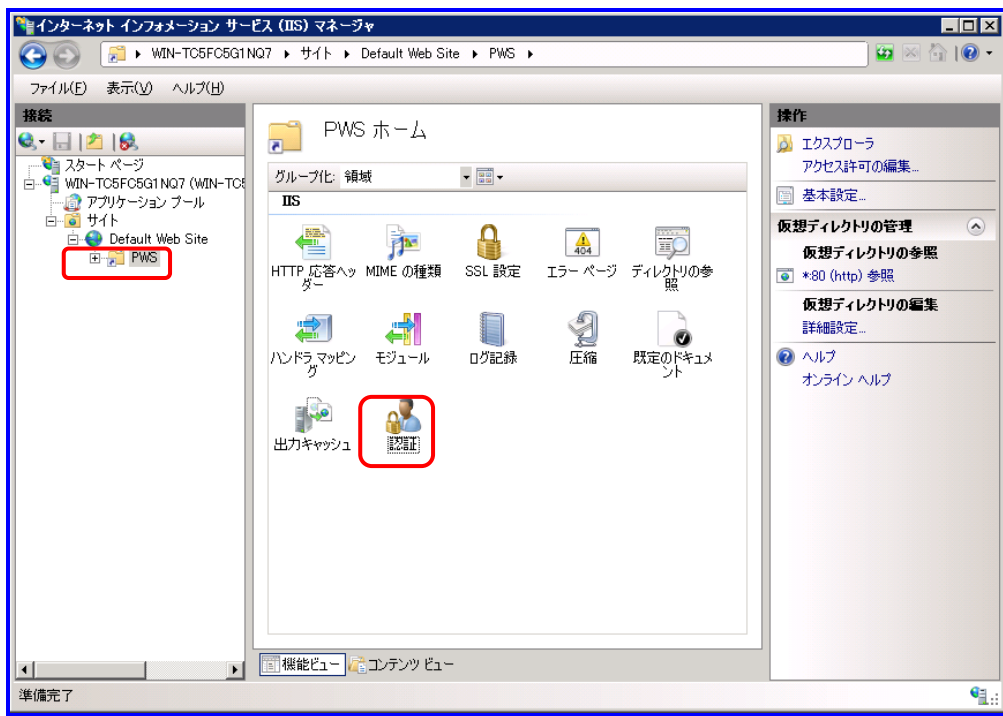 インターネット インフォメーション サービス (IIS) マネージャ
WIN-TC5FC5G1NQ7 サイト Default Web Site PWS
ファイル(F) 表示(V) ヘルプ(H)
接続
スタート ページ
WIN-TC5FC5G1NQ7 (WIN-TC5
アプリケーション プール
サイト
Default Web Site
PWS
PWS ホーム
グループ化: 領域
IIS
HTTP 応答ヘッ
ダー
MIME の種類
SSL 設定
404
エラー ページ
ディレクトリの参
照
ハンドラ マッピン
グ
モジュール
ログ記録
圧縮
既定のドキュメ
ント
出力キャッシュ
認証
機能ビュー コンテンツ ビュー
操作
エクスプローラ
アクセス許可の編集...
基本設定...
仮想ディレクトリの管理
仮想ディレクトリの参照
*:80 (http) 参照
仮想ディレクトリの編集
詳細設定...
ヘルプ
オンライン ヘルプ
準備完了